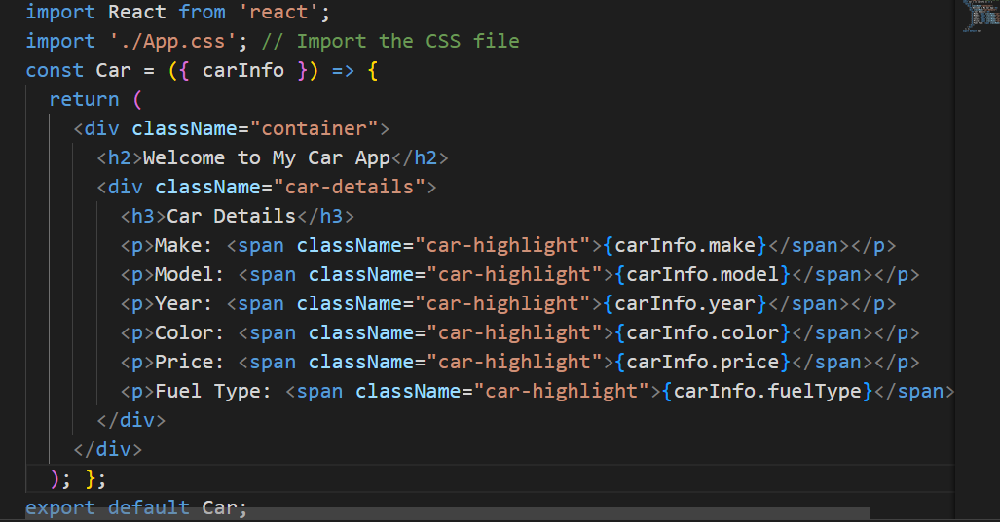 import React from 'react';
import './App.css'; // Import the CSS file
const Car = ({ carInfo }) => {
  return (
    <div className="container">
      <h2>Welcome to My Car App</h2>
      <div className="car-details">
        <h3>Car Details</h3>
        <p>Make: <span className="car-highlight">{carInfo.make}</span></p>
        <p>Model: <span className="car-highlight">{carInfo.model}</span></p>
        <p>Year: <span className="car-highlight">{carInfo.year}</span></p>
        <p>Color: <span className="car-highlight">{carInfo.color}</span></p>
        <p>Price: <span className="car-highlight">{carInfo.price}</span></p>
        <p>Fuel Type: <span className="car-highlight">{carInfo.fuelType}</span>
      </div>
    </div>
  ); };
export default Car;